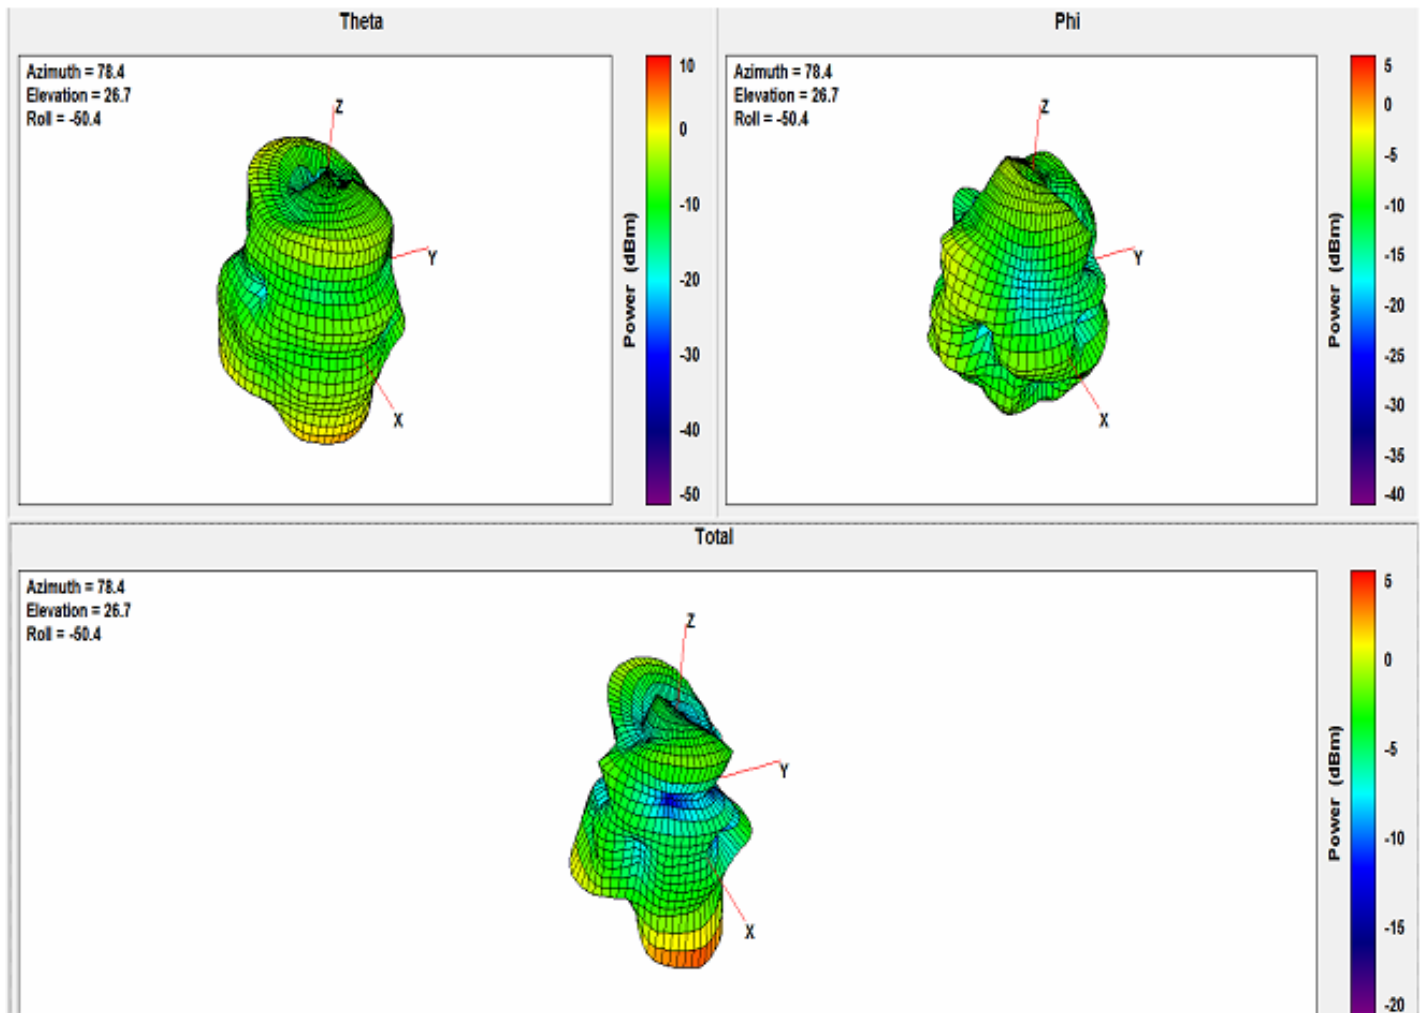 Theta
Azimuth = 78.4
Elevation = 26.7
Roll = -50.4
Z
Y
X
10
0
-10
-20
-30
-40
-50
Power (dBm)
Phi
Azimuth = 78.4
Elevation = 26.7
Roll = -50.4
Z
Y
X
5
0
-5
-10
-15
-20
-25
-30
-35
-40
Power (dBm)
Total
Azimuth = 78.4
Elevation = 26.7
Roll = -50.4
Z
Y
X
5
0
-5
-10
-15
-20
Power (dBm)